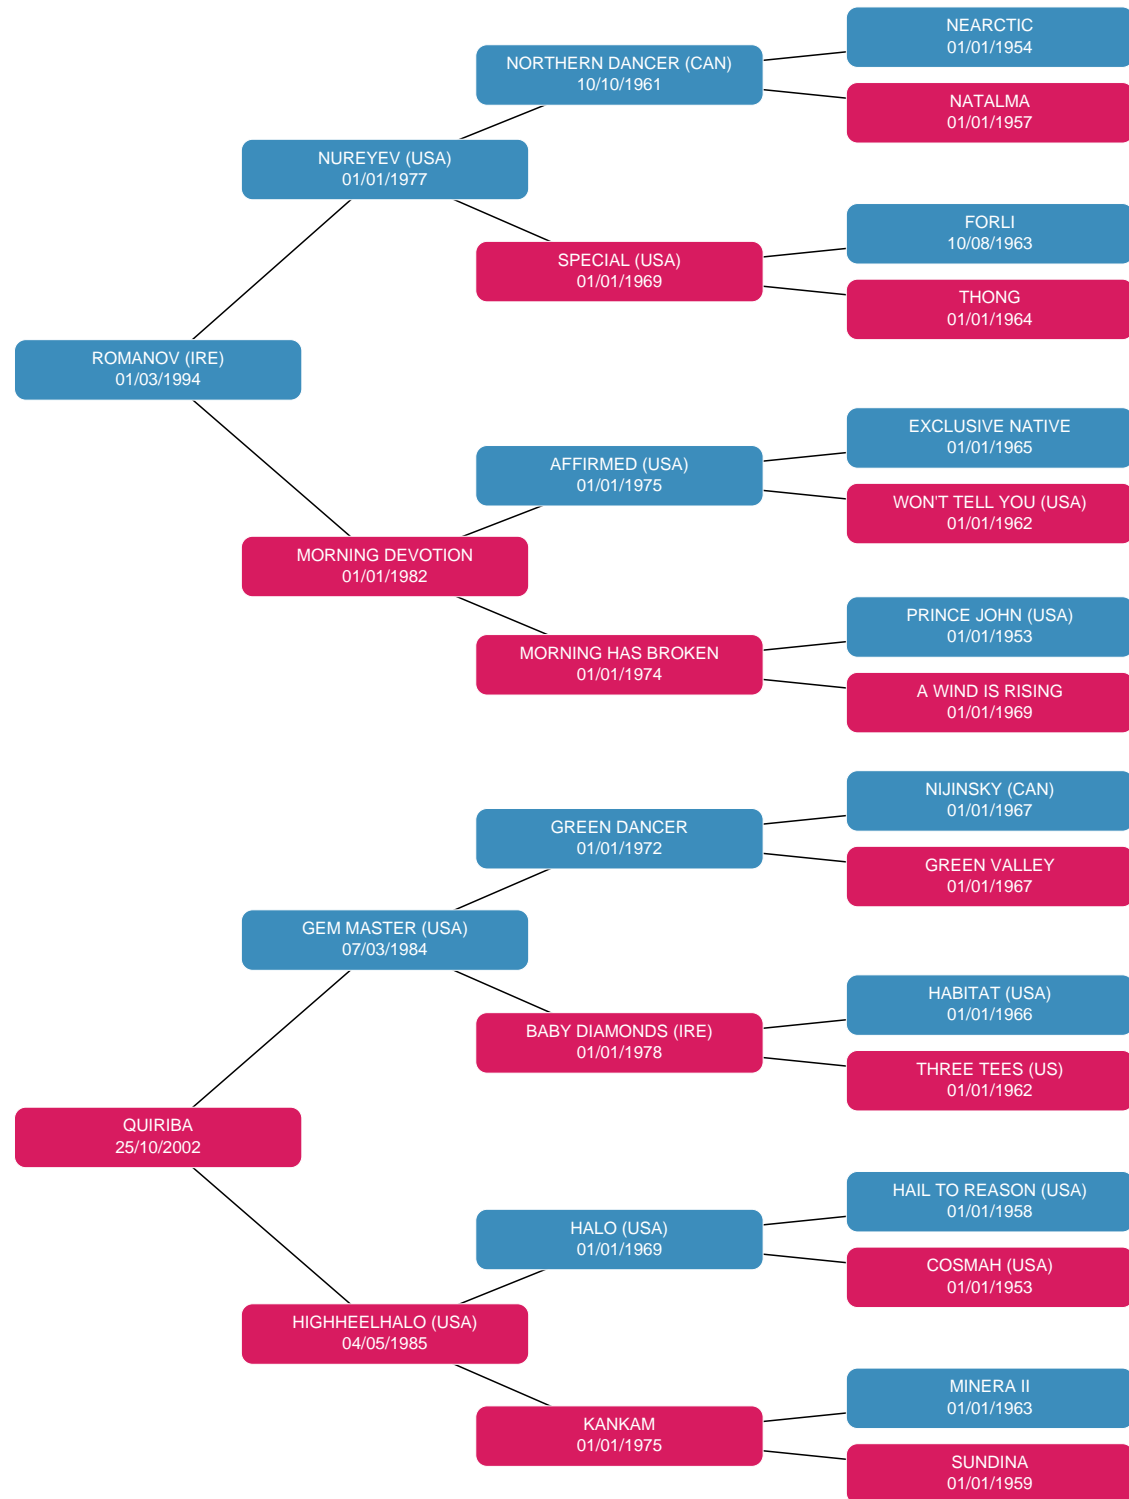 NEARCTIC
01/01/1954
NORTHERN DANCER (CAN)
10/10/1961
NATALMA
01/01/1957
NUREYEV (USA)
01/01/1977
FORLI
10/08/1963
SPECIAL (USA)
01/01/1969
THONG
01/01/1964
ROMANOV (IRE)
01/03/1994
EXCLUSIVE NATIVE
01/01/1965
AFFIRMED (USA)
01/01/1975
WON'T TELL YOU (USA)
01/01/1962
MORNING DEVOTION
01/01/1982
PRINCE JOHN (USA)
01/01/1953
MORNING HAS BROKEN
01/01/1974
A WIND IS RISING
01/01/1969
NIJINSKY (CAN)
01/01/1967
GREEN DANCER
01/01/1972
GREEN VALLEY
01/01/1967
GEM MASTER (USA)
07/03/1984
HABITAT (USA)
01/01/1966
BABY DIAMONDS (IRE)
01/01/1978
THREE TEES (US)
01/01/1962
QUIRIBA
25/10/2002
HAIL TO REASON (USA)
01/01/1958
HALO (USA)
01/01/1969
COSMAH (USA)
01/01/1953
HIGHHEELHALO (USA)
04/05/1985
MINERA II
01/01/1963
KANKAM
01/01/1975
SUNDINA
01/01/1959